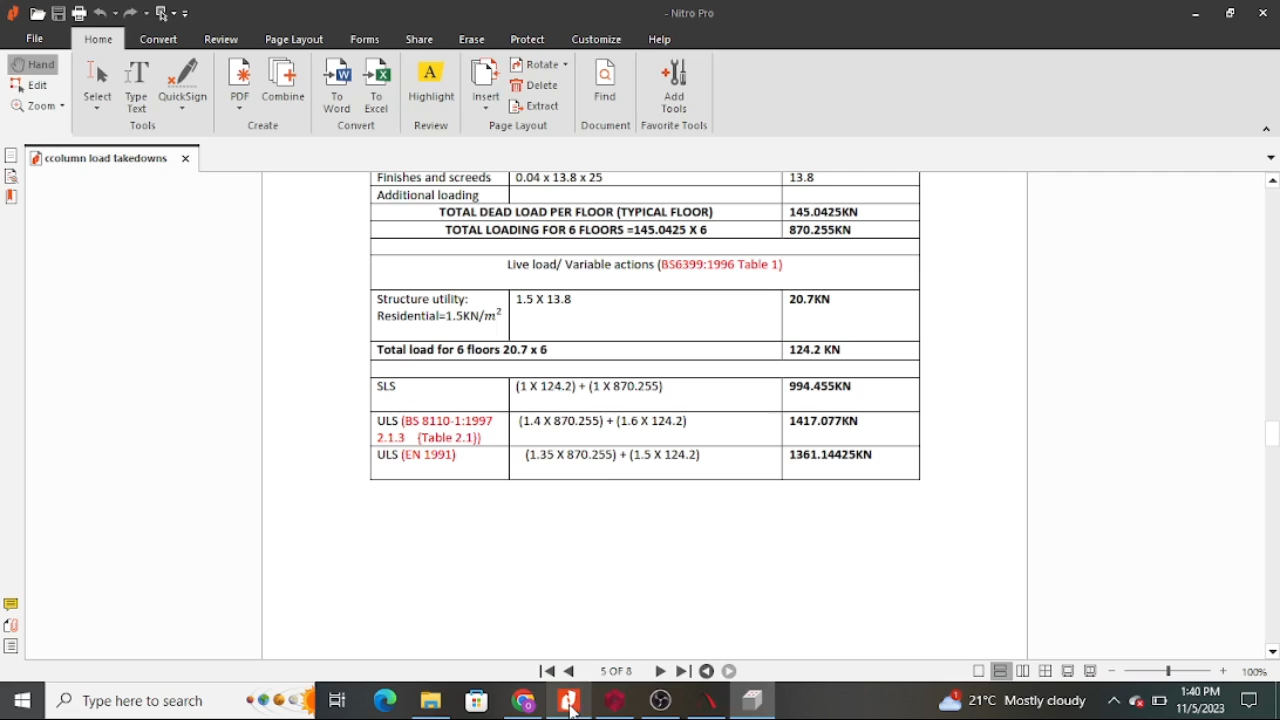 - Nitro Pro
File Home Convert Review Page Layout Forms Share Erase Protect Customize Help
Hand
Edit
Zoom
Select
Type Text
QuickSign
Tools
PDF
Combine
Create
To Word
To Excel
Convert
Highlight
Review
Insert
Rotate
Delete
Extract
Page Layout
Find
Document
Add Tools
Favorite Tools
ccolumn load takedowns
Finishes and screeds 0.04 x 13.8 x 25 13.8
Additional loading
TOTAL DEAD LOAD PER FLOOR (TYPICAL FLOOR) 145.0425KN
TOTAL LOADING FOR 6 FLOORS =145.0425 X 6 870.255KN
Live load/ Variable actions (BS6399:1996 Table 1)
Structure utility: 1.5 X 13.8 20.7KN
Residential=1.5KN/m²
Total load for 6 floors 20.7 x 6 124.2 KN
SLS (1 X 124.2) + (1 X 870.255) 994.455KN
ULS (BS 8110-1:1997 (1.4 X 870.255) + (1.6 X 124.2) 1417.077KN
2.1.3 (Table 2.1))
ULS (EN 1991) (1.35 X 870.255) + (1.5 X 124.2) 1361.14425KN
5 OF 8
100%
Type here to search
21°C Mostly cloudy
1:40 PM
11/5/2023